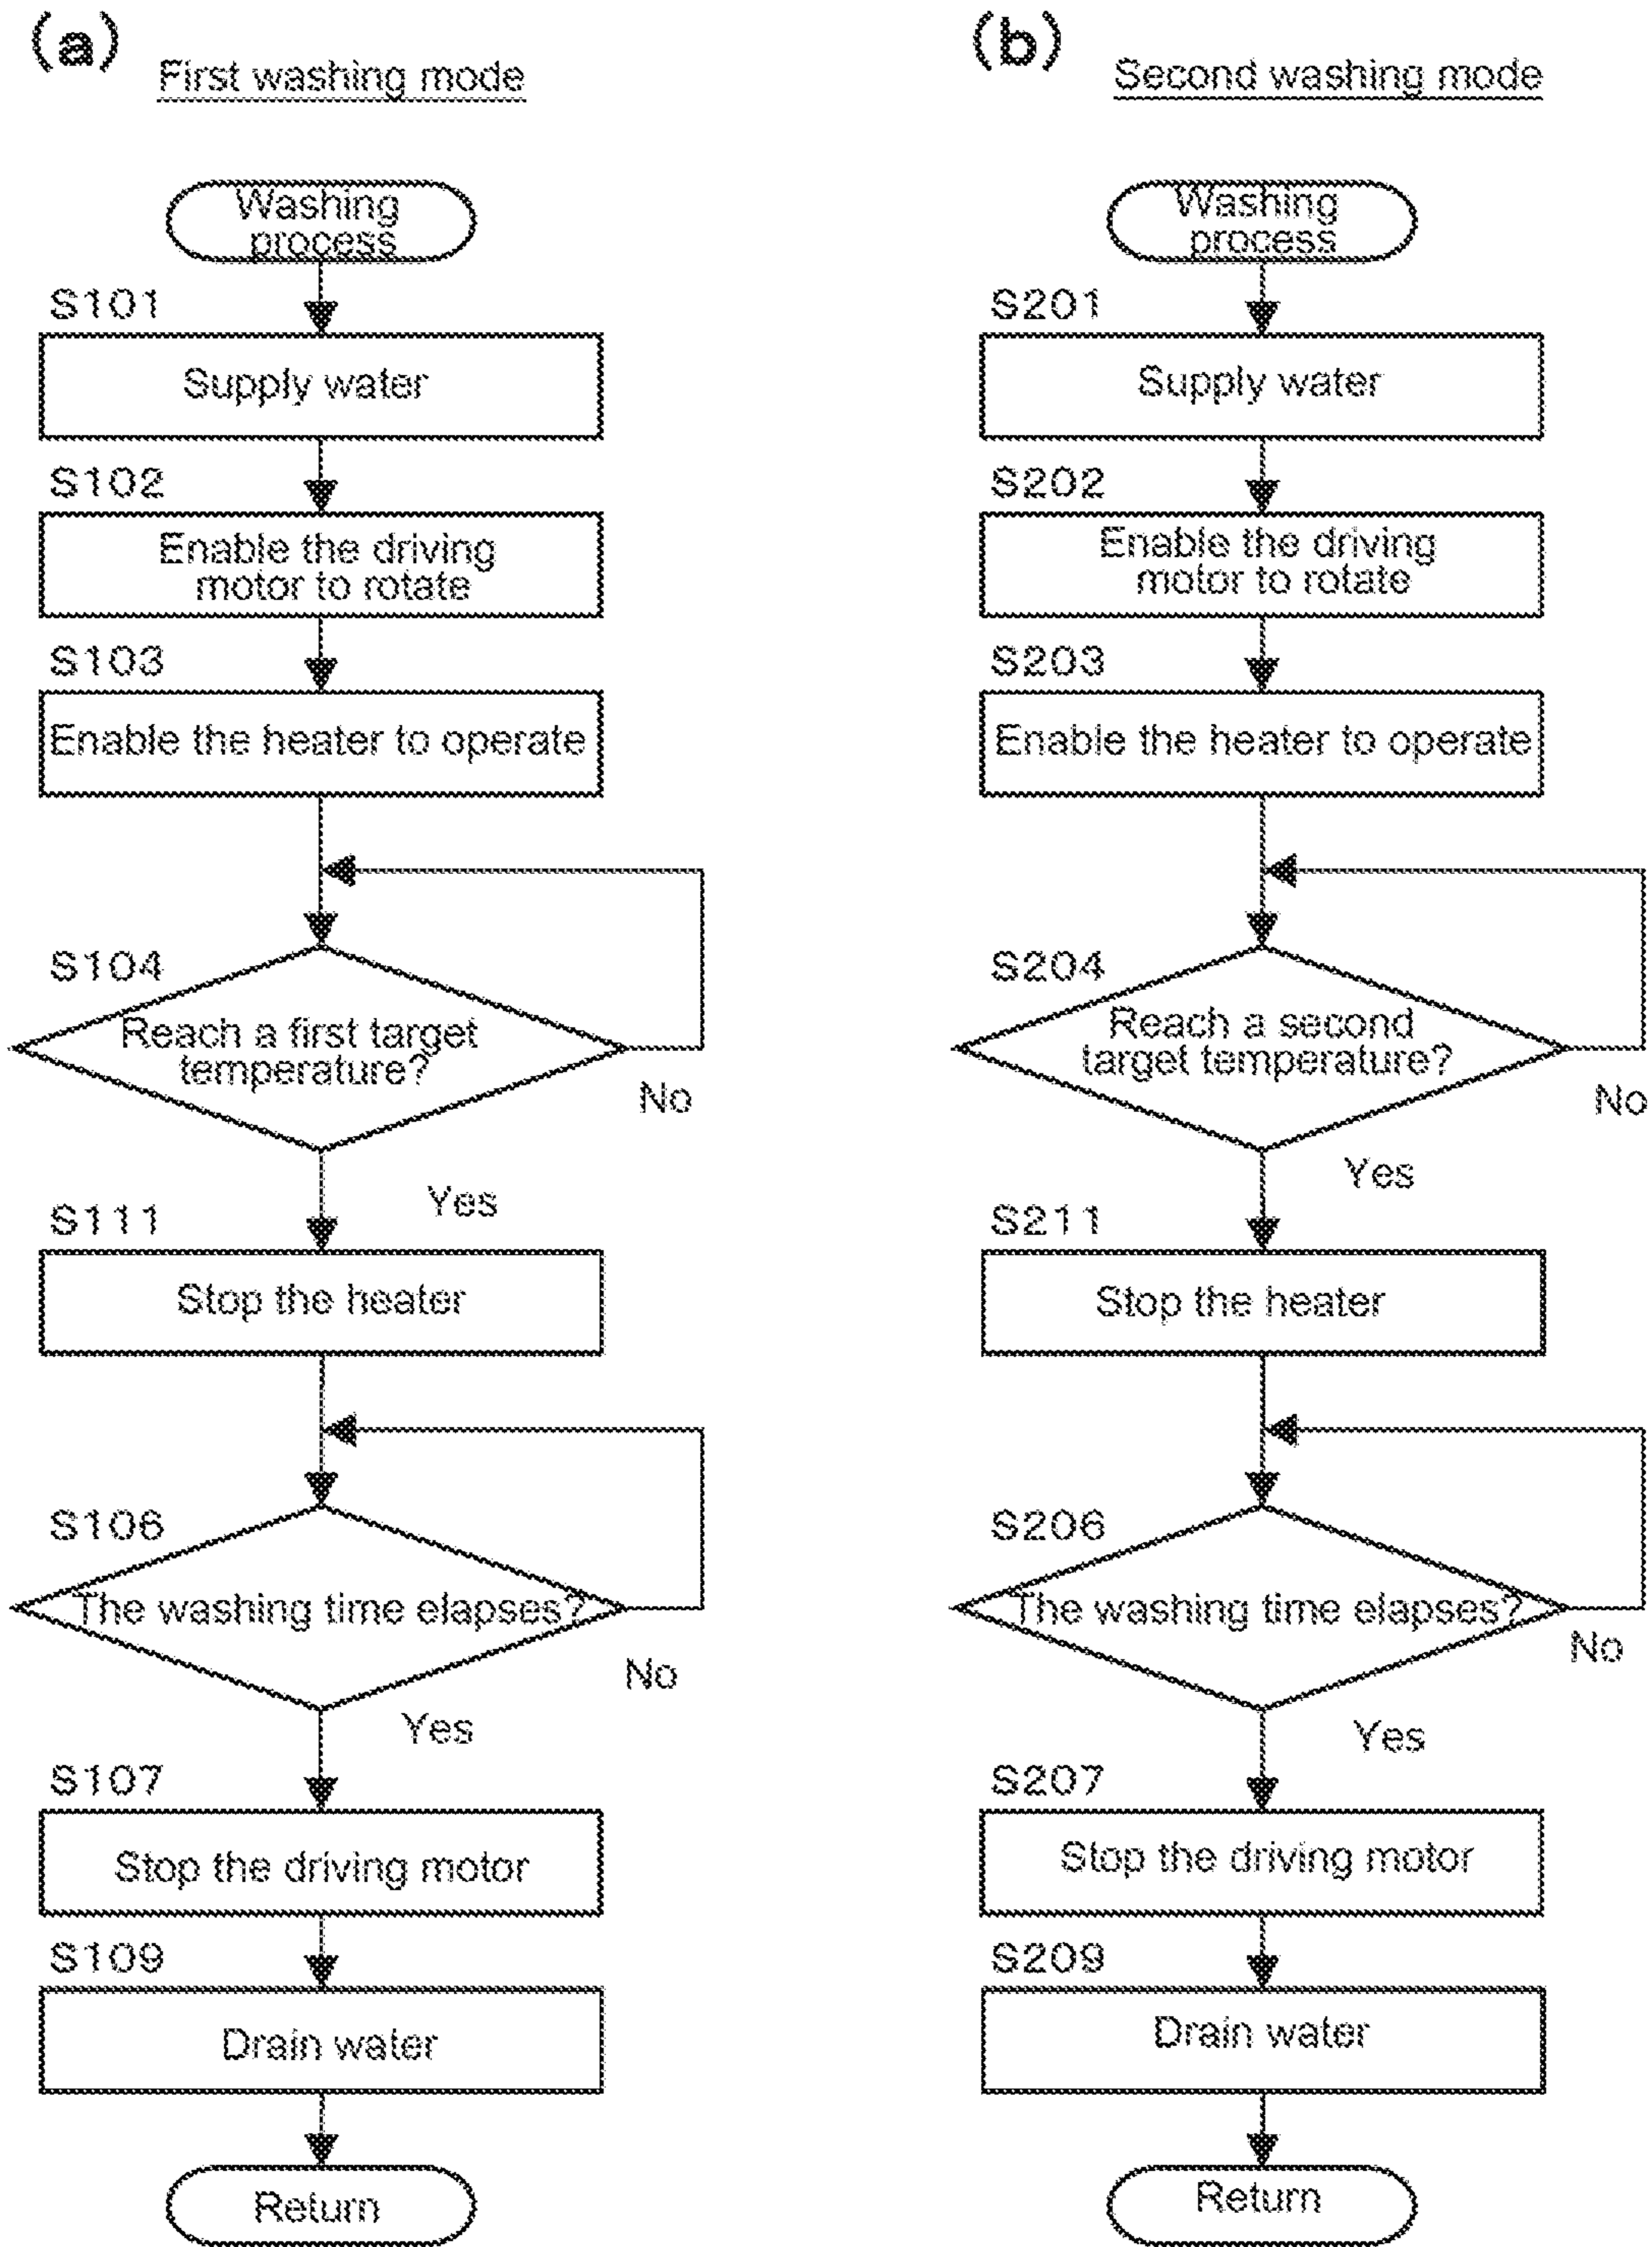 (a)
First washing mode
Washing
process
S101
Supply water
S102
Enable the driving
motor to rotate
S103
Enable the heater to operate
S104
Reach a first target
temperature?
No
Yes
S111
Stop the heater
S106
The washing time elapses?
No
Yes
S107
Stop the driving motor
S109
Drain water
Return
(b)
Second washing mode
Washing
process
S201
Supply water
S202
Enable the driving
motor to rotate
S203
Enable the heater to operate
S204
Reach a second
target temperature?
No
Yes
S211
Stop the heater
S206
The washing time elapses?
No
Yes
S207
Stop the driving motor
S209
Drain water
Return